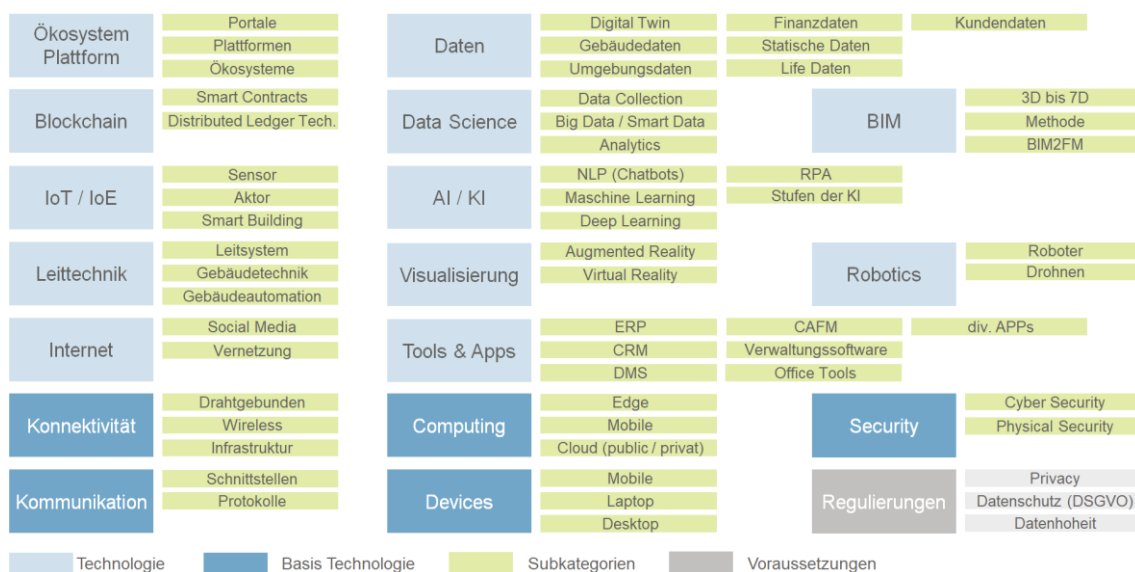 Ökosystem
Plattform
Portale
Plattformen
Ökosysteme
Daten
Digital Twin
Gebäudedaten
Umgebungsdaten
Finanzdaten
Statische Daten
Life Daten
Kundendaten
Blockchain
Smart Contracts
Distributed Ledger Tech.
Data Science
Data Collection
Big Data / Smart Data
Analytics
BIM
3D bis 7D
Methode
BIM2FM
IoT / IoE
Sensor
Aktor
Smart Building
AI / KI
NLP (Chatbots)
Maschine Learning
Deep Learning
RPA
Stufen der KI
Leittechnik
Leitsystem
Gebäudetechnik
Gebäudeautomation
Visualisierung
Augmented Reality
Virtual Reality
Robotics
Roboter
Drohnen
Internet
Social Media
Vernetzung
Tools & Apps
ERP
CRM
DMS
CAFM
Verwaltungssoftware
Office Tools
div. APPs
Konnektivität
Drahtgebunden
Wireless
Infrastruktur
Computing
Edge
Mobile
Cloud (public / privat)
Security
Cyber Security
Physical Security
Kommunikation
Schnittstellen
Protokolle
Devices
Mobile
Laptop
Desktop
Regulierungen
Privacy
Datenschutz (DSGVO)
Datenhoheit
Technologie
Basis Technologie
Subkategorien
Voraussetzungen